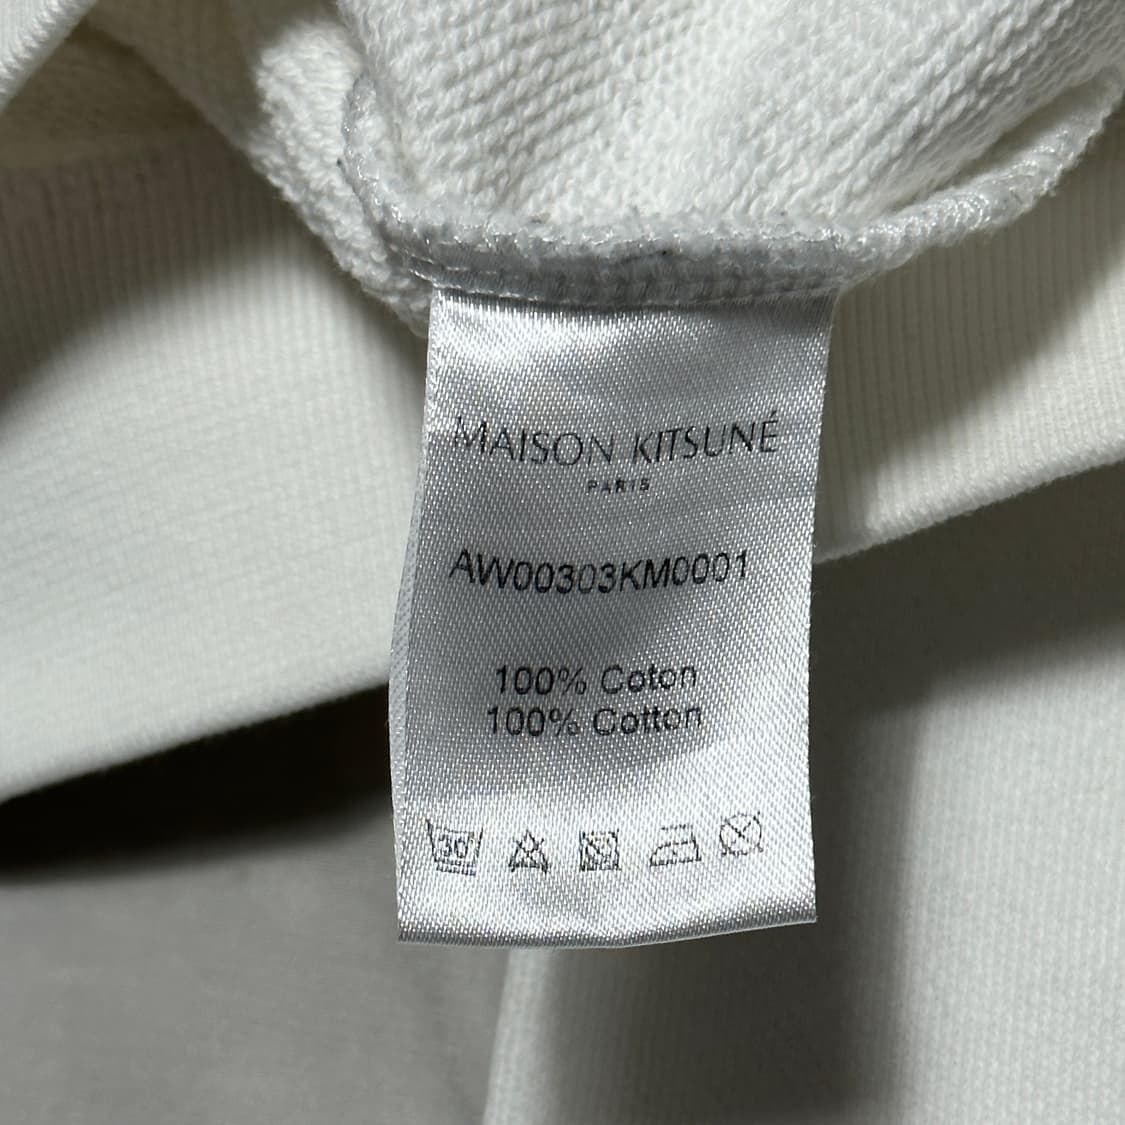 MAISON KITSUNÉ
PARIS
AW00303KM0001
100% Coton
100% Cotton
30°